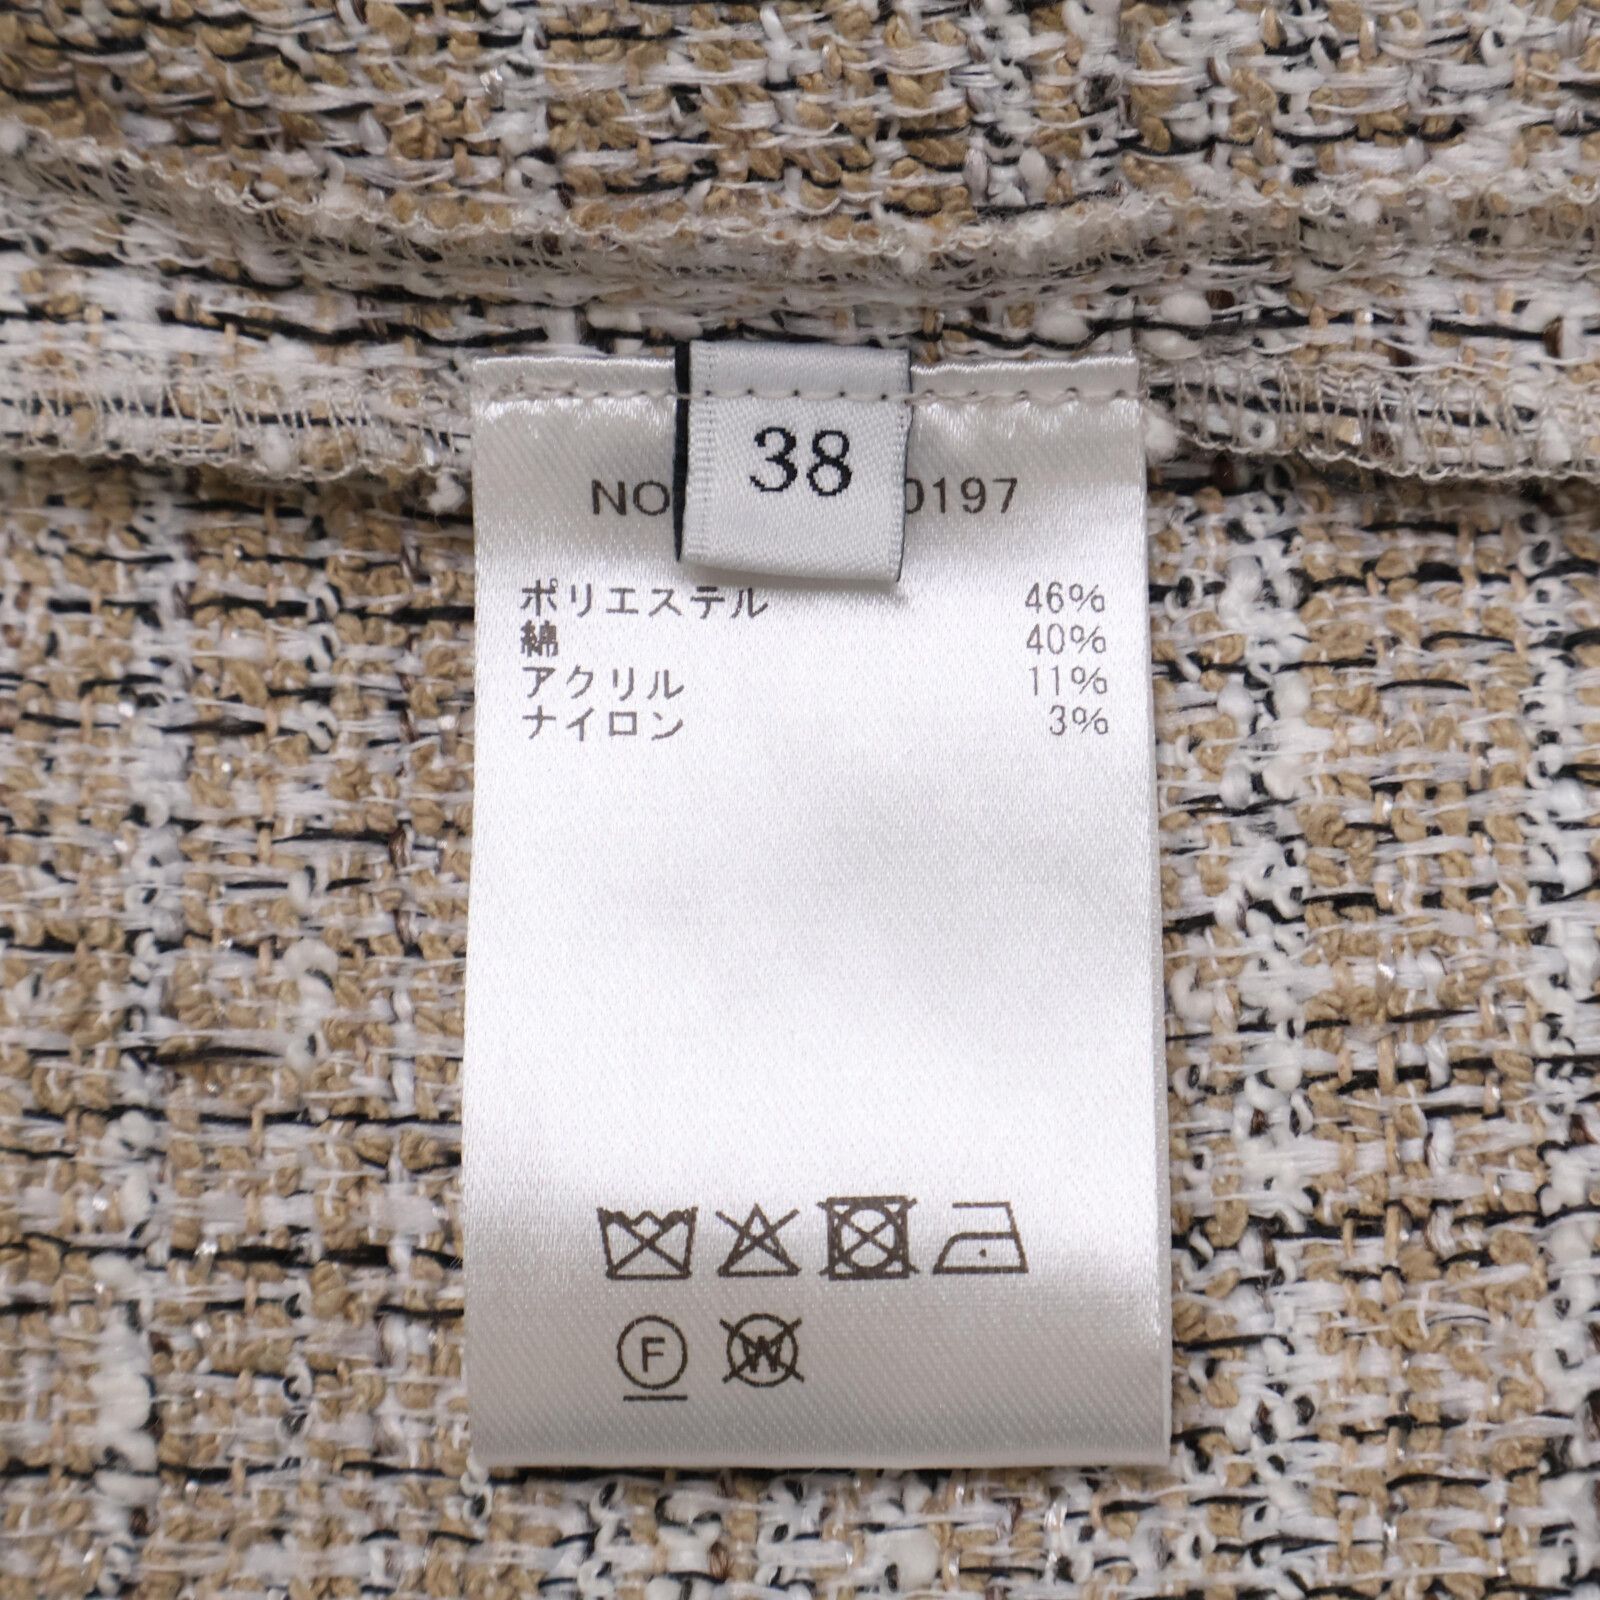 38
NO 0197
ポリエステル 46%
綿 40%
アクリル 11%
ナイロン 3%
F W